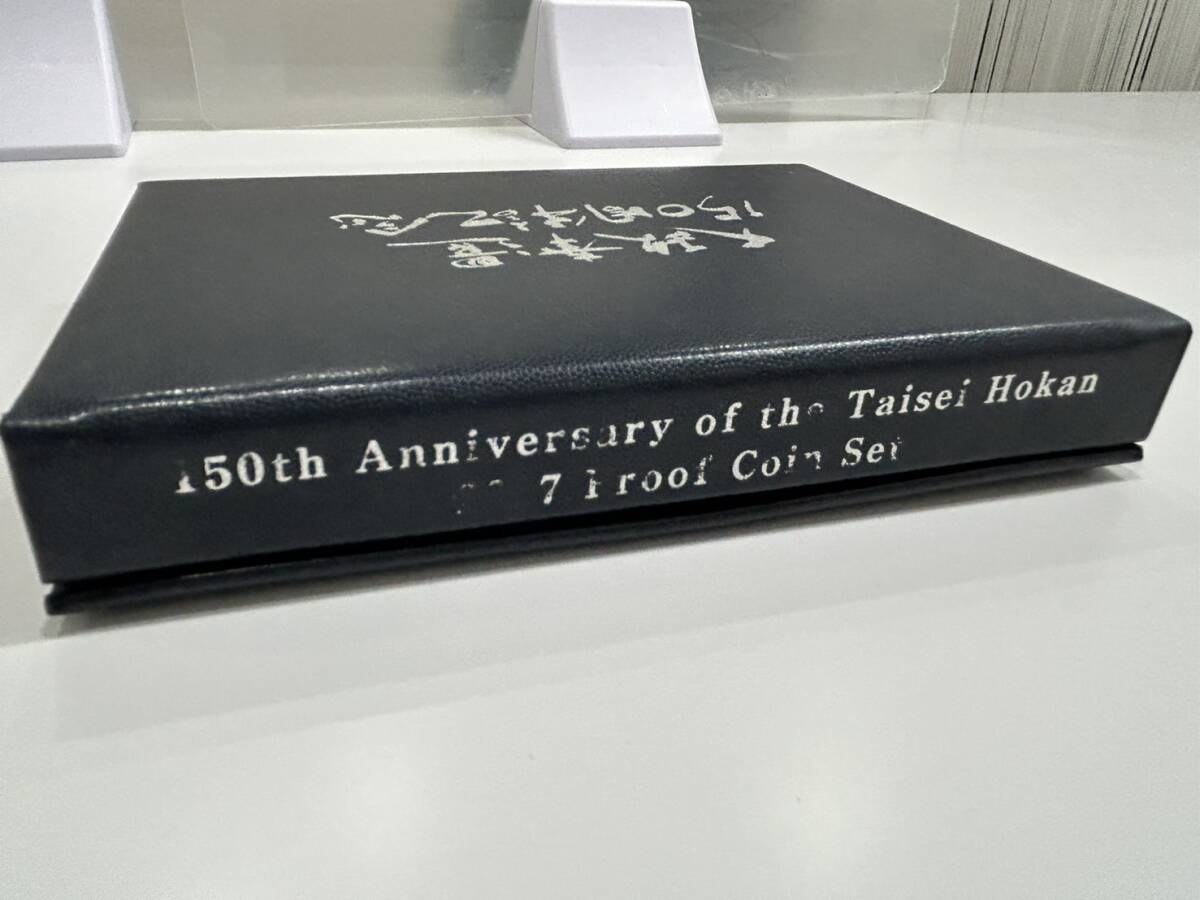 大政奉還
150周年記念
150th Anniversary of the Taisei Hokan
7 Proof Coin Set